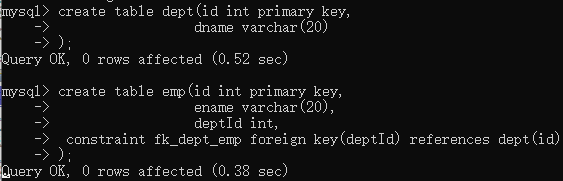 mysql> create table dept(id int primary key,
    ->                   dname varchar(20)
    -> );
Query OK, 0 rows affected (0.52 sec)

mysql> create table emp(id int primary key,
    ->                  ename varchar(20),
    ->                  deptId int,
    ->  constraint fk_dept_emp foreign key(deptId) references dept(id)
    -> );
Query OK, 0 rows affected (0.38 sec)